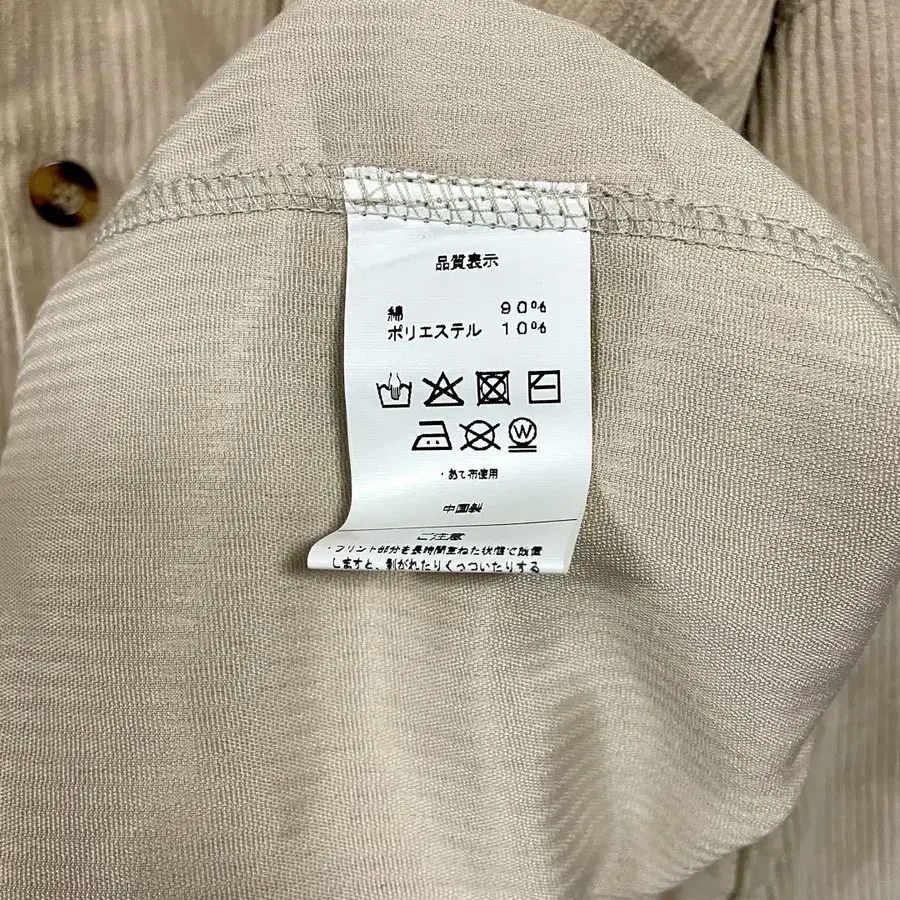 品質表示
綿 90%
ポリエステル 10%
W
・あて布使用
中国製
ご注意
・プリント部分を長時間重ねた状態で放置
しますと、剥がれたりくっついたりする